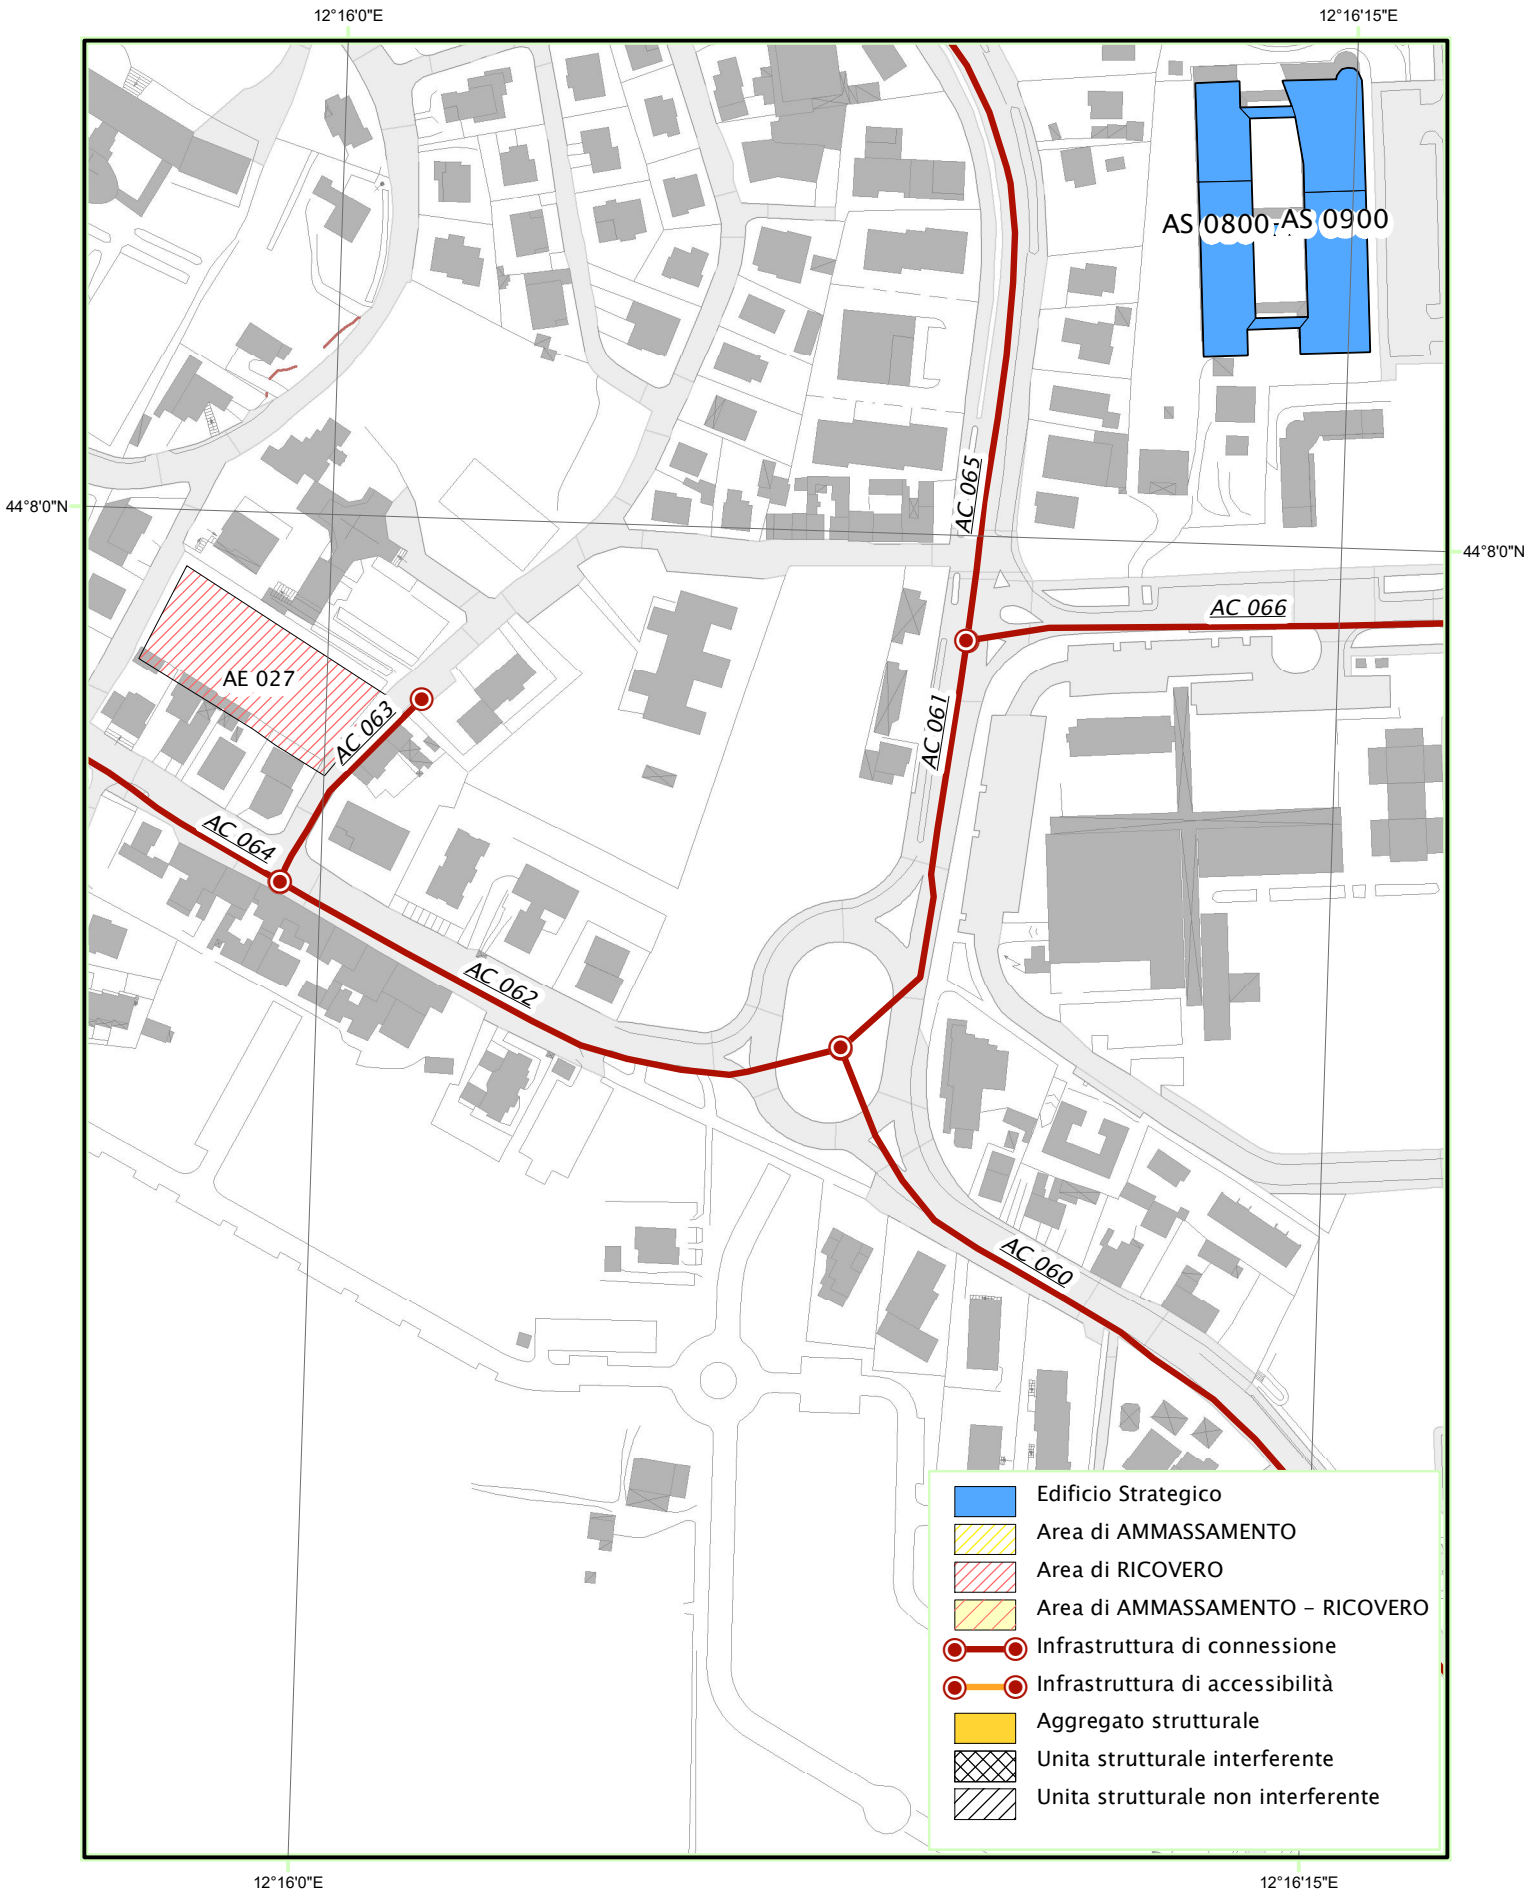 12°16'0"E
12°16'15"E
AS 0800
AS 0900
AC 065
44°8'0"N
44°8'0"N
AC 066
AE 027
AC 063
AC 061
AC 064
AC 062
AC 060
Edificio Strategico
Area di AMMASSAMENTO
Area di RICOVERO
Area di AMMASSAMENTO - RICOVERO
Infrastruttura di connessione
Infrastruttura di accessibilità
Aggregato strutturale
Unita strutturale interferente
Unita strutturale non interferente
12°16'0"E
12°16'15"E